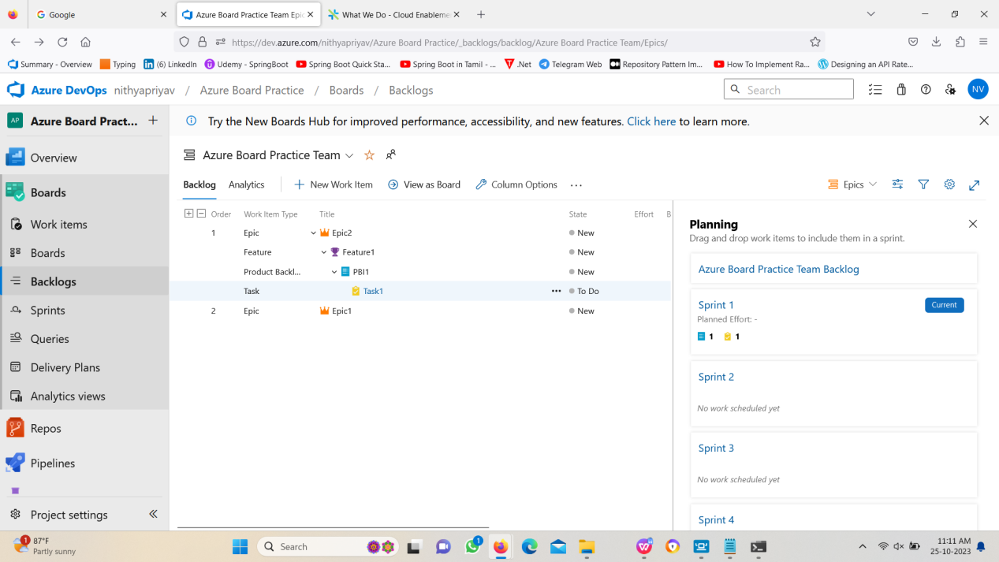 Google
Azure Board Practice Team Epic
What We Do - Cloud Enableme
https://dev.azure.com/nithyapriyav/Azure Board Practice/_backlogs/backlog/Azure Board Practice Team/Epics/
Summary - Overview
Typing
(6) LinkedIn
Udemy - SpringBoot
Spring Boot Quick Sta...
Spring Boot in Tamil - ...
.Net
Telegram Web
Repository Pattern Im...
How To Implement Ra...
Designing an API Rate...
Azure DevOps nithyapriyav / Azure Board Practice / Boards / Backlogs
Search
NV
AP Azure Board Pract...
Try the New Boards Hub for improved performance, accessibility, and new features. Click here to learn more.
Overview
Boards
Work items
Boards
Backlogs
Sprints
Queries
Delivery Plans
Analytics views
Repos
Pipelines
Project settings
Azure Board Practice Team
Backlog Analytics
New Work Item
View as Board
Column Options
Epics
Order Work Item Type Title State Effort B
1 Epic Epic2 New
Feature Feature1 New
Product Backl... PBI1 New
Task Task1 To Do
2 Epic Epic1 New
Planning
Drag and drop work items to include them in a sprint.
Azure Board Practice Team Backlog
Sprint 1 Current
Planned Effort: -
1 1
Sprint 2
No work scheduled yet
Sprint 3
No work scheduled yet
Sprint 4
1 87°F
Partly sunny
Search
1
11:11 AM
25-10-2023